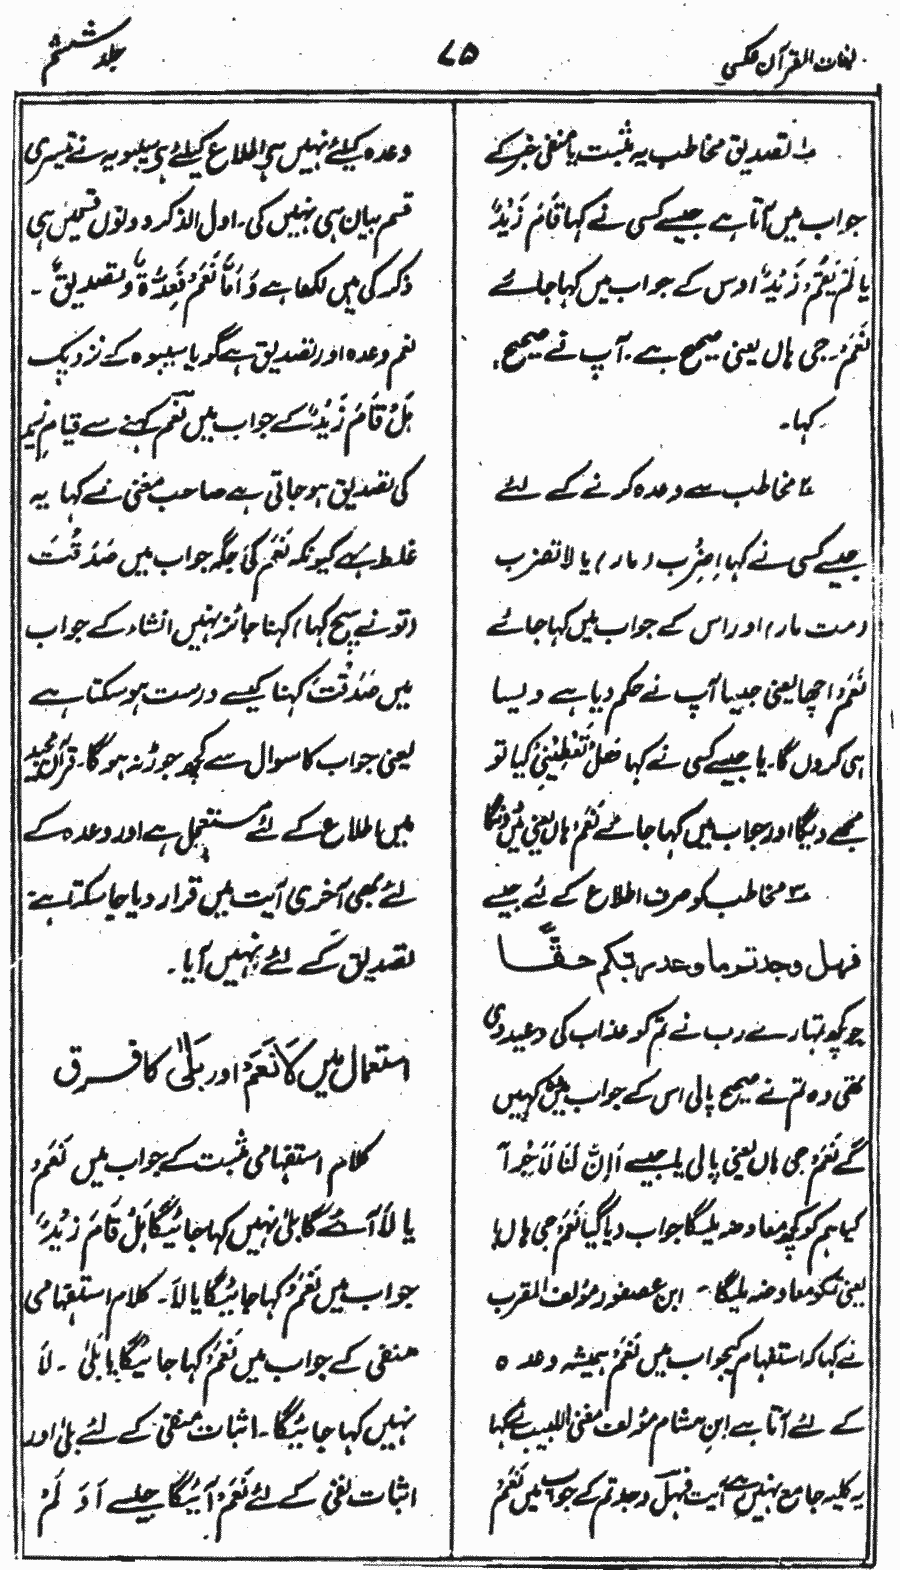 لغات القرآن عکسی
۷۵
جلد ششم
۱؎ تصدیق مخاطب یہ مثبت یا منفی خبر کے
جواب میں آتا ہے جیسے کسی نے کہا قَامَ زَیْدٌ
یا لَمْ یَقُمْ زَیْدٌ اوس کے جواب میں کہا جائے
نَعَمْ۔ جی ہاں یعنی صحیح ہے۔ آپ نے صحیح
کہا۔
۲؎ مخاطب سے وعدہ کرنے کے لئے
جیسے کسی نے کہا اِضْرِب (مار) یا لا تضرب
(مت مار) اور اس کے جواب میں کہا جائے
نَعَمْ اچھا یعنی جیسا آپ نے حکم دیا ہے ویسا
ہی کروں گا۔ یا جیسے کسی نے کہا ھَلْ تُعْطِیْنِیْ کیا تو
مجھے دیگا اور جواب میں کہا جائے نَعَمْ ہاں یعنی میں دونگا
۳؎ مخاطب کو صرف اطلاع کے لئے جیسے
فہل وجدتم ما وعد ربکم حقًّا
جو کچھ تمہارے رب نے تم کو عذاب کی وعید دی
تھی وہ تم نے صحیح پالی اس کے جواب میں کہیں
گے نَعَمْ جی ہاں یعنی پالی یا جیسے اَاِنَّ لَنَا لَاَجْرًا
کیا ہم کو کچھ معاوضہ ملیگا جواب دیا گیا نَعَمْ جی ہاں
یعنی تمکو معاوضہ ملیگا۔ ابن عصفور مؤلف المقرب
نے کہا کہ استفہام کے جواب میں نَعَمْ ہمیشہ وعدہ
کے لئے آتا ہے ابن ہشام مؤلف مغنی اللبیب نے کہا
یہ کلیہ جامع نہیں ہے آیت فہل وجدتم کے جواب میں نَعَمْ
وعدہ کیلئے نہیں ہے اطلاع کیلئے ہے سیبویہ نے تیسری
قسم بیان ہی نہیں کی۔ اول الذکر دونوں قسمیں ہی
ذکر کی ہیں لکھا ہے وَ اَمَّا نَعَمْ فَعِدَۃٌ وَ تصدیقٌ۔
نعم وعدہ اور تصدیق ہے گویا سیبویہ کے نزدیک
ہَلْ قَامَ زَیْدٌ کے جواب میں نَعَمْ کہنے سے قیام زید
کی تصدیق ہو جاتی ہے صاحب مغنی نے کہا یہ
غلط ہے کیونکہ نَعَمْ کی جگہ جواب میں صَدَقْتَ
(تو نے سچ کہا) کہنا جائز نہیں انشاء کے جواب
میں صَدَقْتَ کہنا کیسے درست ہو سکتا ہے
یعنی جواب کا سوال سے کچھ جوڑ نہ ہوگا۔ قرآن مجید
میں اطلاع کے لئے مستعمل ہے اور وعدہ کے
لئے بھی آخری آیت میں قرار دیا جا سکتا ہے
تصدیق کے لئے نہیں آیا۔
استعمال میں لَا نَعَمْ اور بَلٰی کا فرق
کلام استفہامی مثبت کے جواب میں نَعَمْ
یا لَا آئے گا بلیٰ نہیں کہا جائیگا ہَلْ قَامَ زَیْدٌ
جواب میں نَعَمْ کہا جائیگا یا لَا۔ کلام استفہامی
منفی کے جواب میں نَعَمْ کہا جائیگا یا بَلیٰ۔ لَا
نہیں کہا جائیگا۔ اثبات منفی کے لئے بلیٰ اور
اثبات نفی کے لئے نَعَمْ آئیگا جیسے اَوَ لَمْ